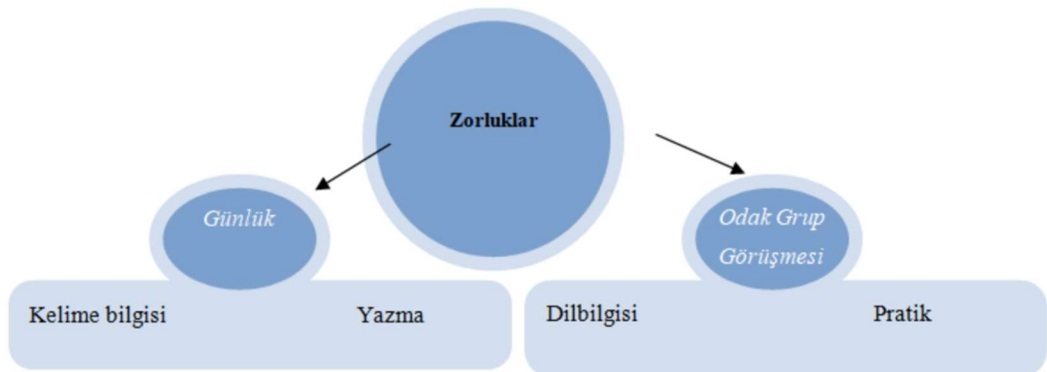 Zorluklar
Günlük
Odak Grup
Görüşmesi
Kelime bilgisi
Yazma
Dilbilgisi
Pratik